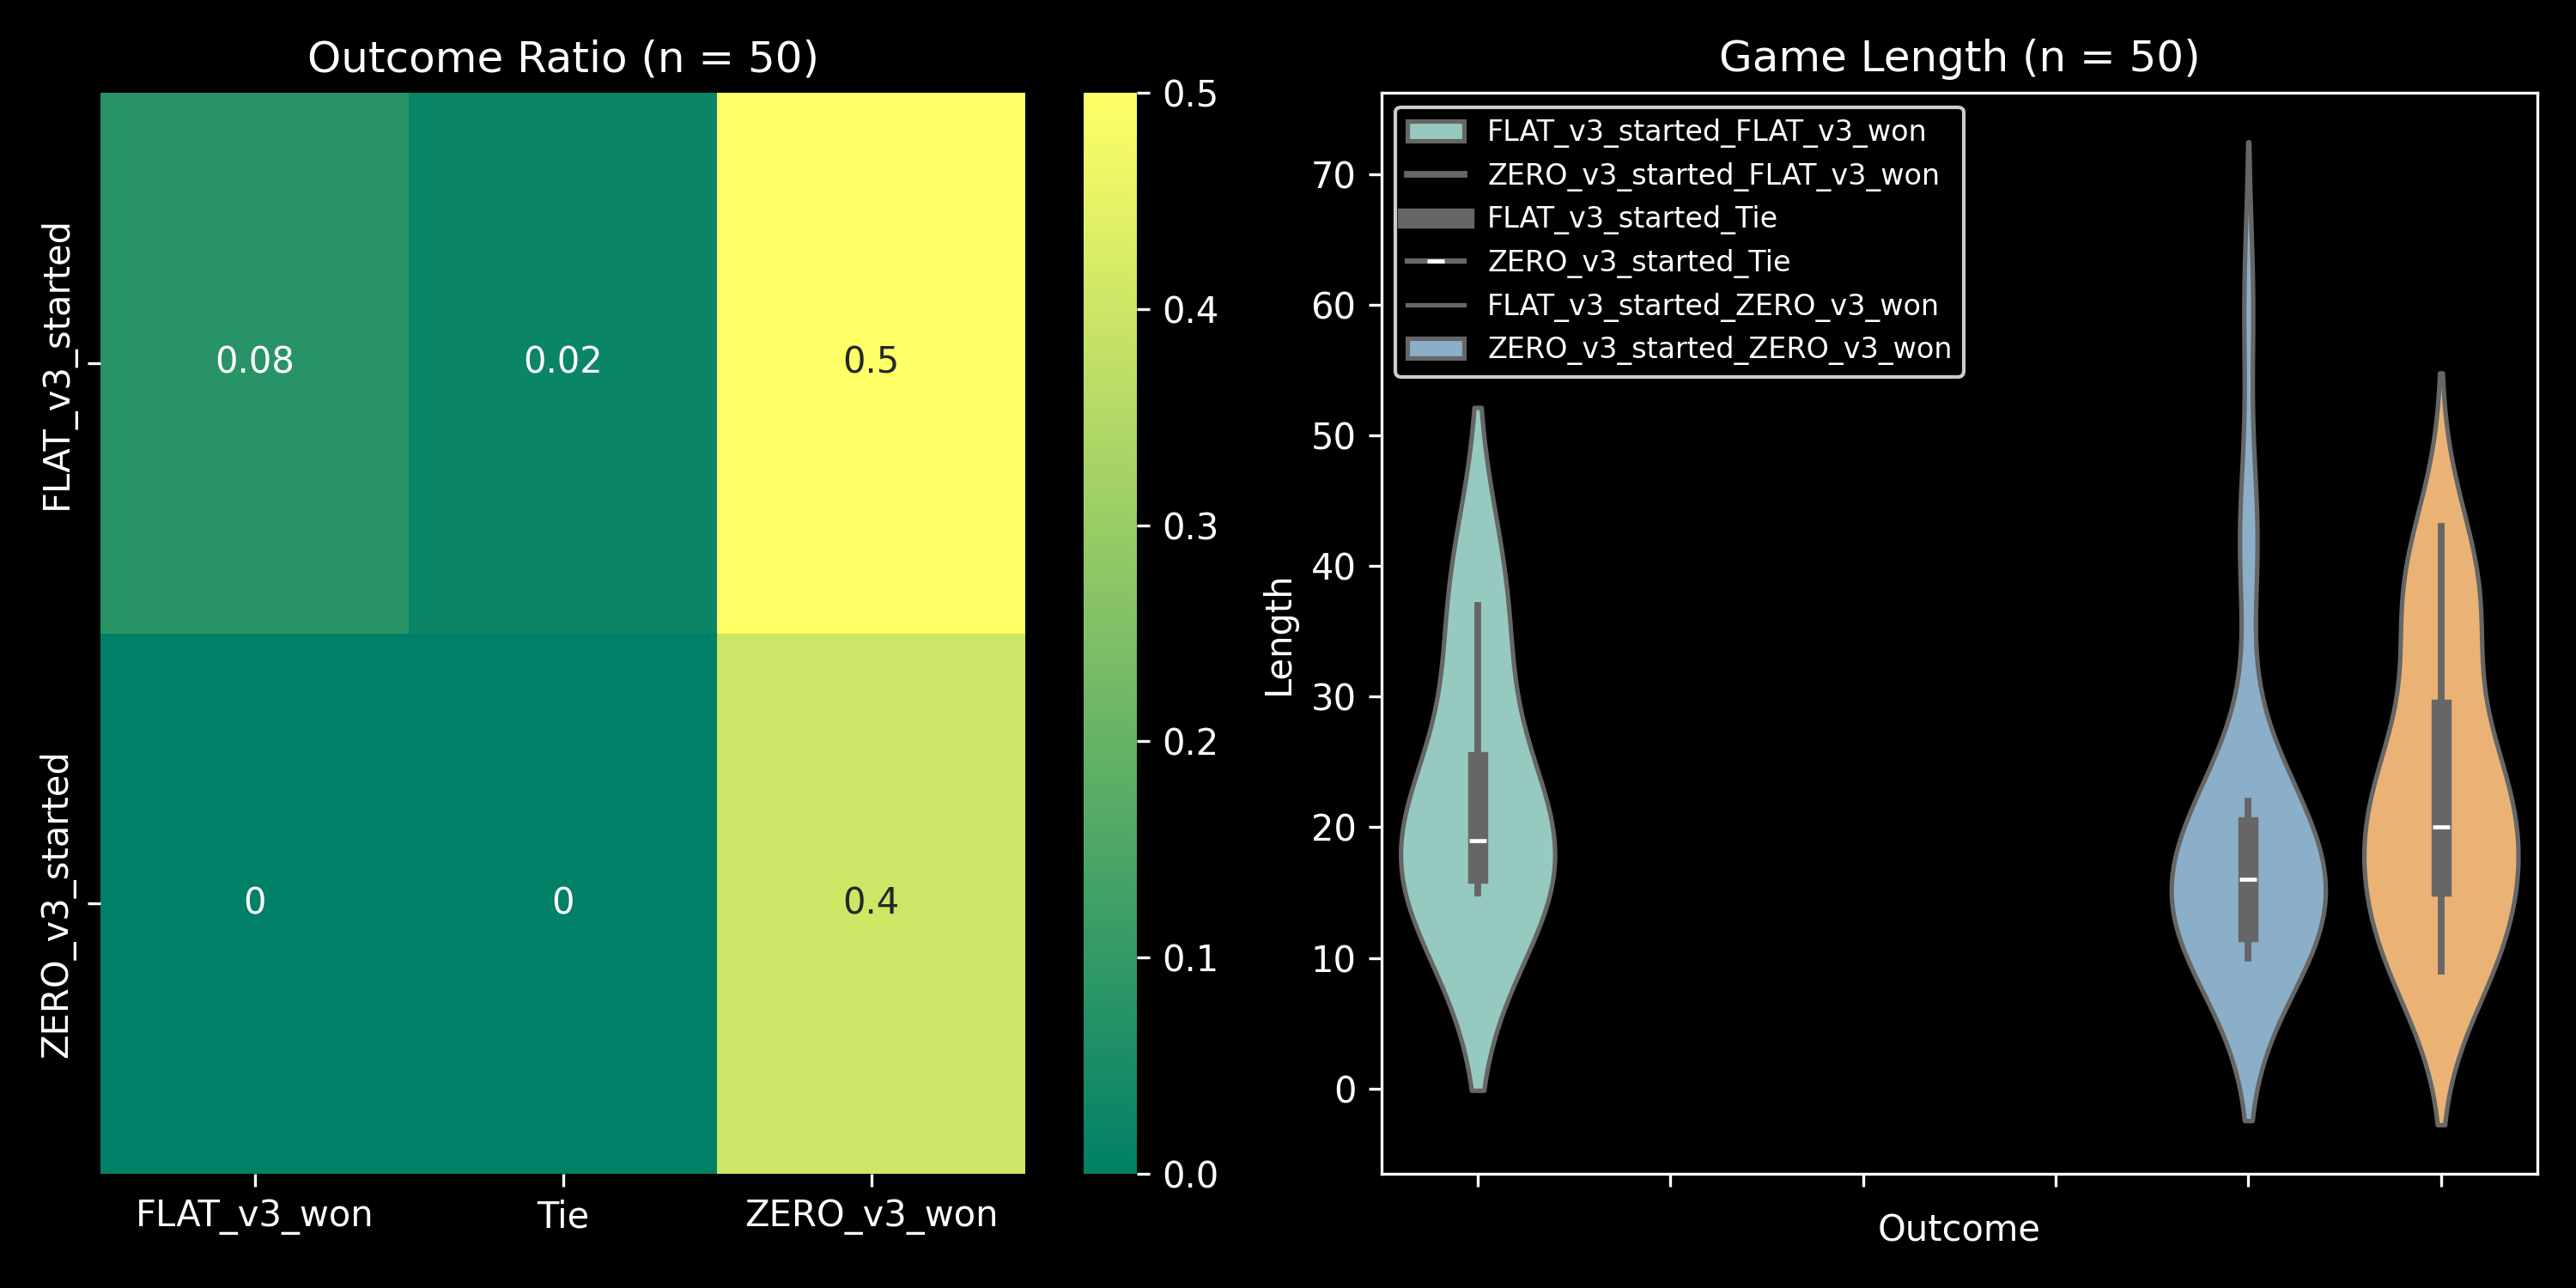 Outcome Ratio (n = 50)
FLAT_v3_started
ZERO_v3_started
0.08 0.02 0.5
0 0 0.4
FLAT_v3_won Tie ZERO_v3_won
0.5
0.4
0.3
0.2
0.1
0.0
Game Length (n = 50)
FLAT_v3_started_FLAT_v3_won
ZERO_v3_started_FLAT_v3_won
FLAT_v3_started_Tie
ZERO_v3_started_Tie
FLAT_v3_started_ZERO_v3_won
ZERO_v3_started_ZERO_v3_won
Length
70
60
50
40
30
20
10
0
Outcome